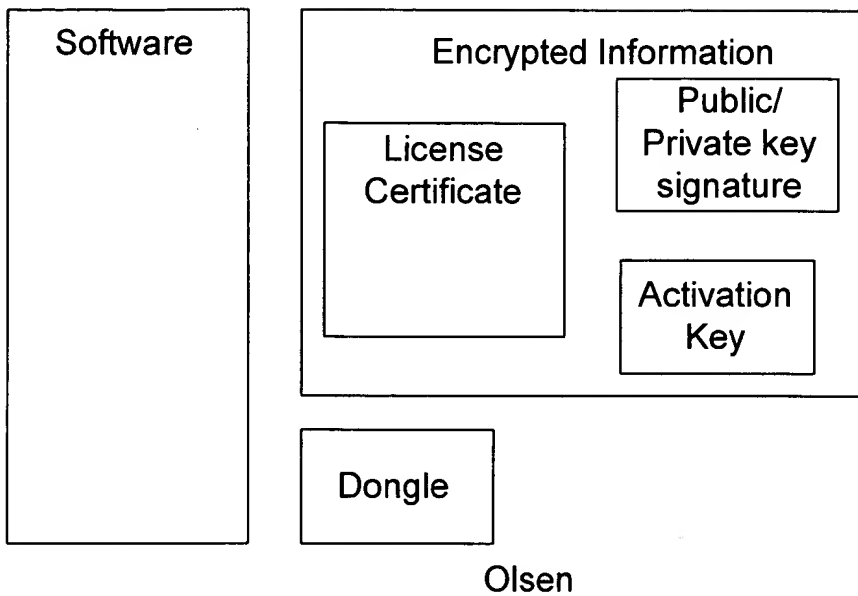 Software
Encrypted Information
License
Certificate
Public/
Private key
signature
Activation
Key
Dongle
Olsen